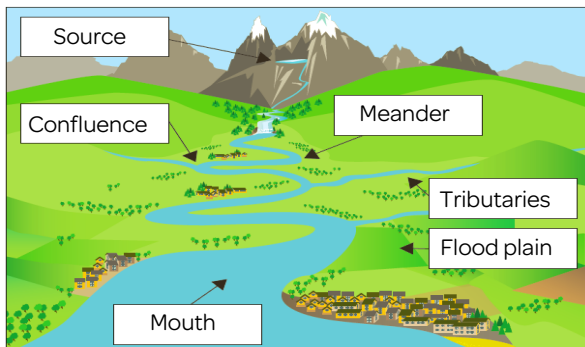 Source
Confluence
Meander
Tributaries
Flood plain
Mouth